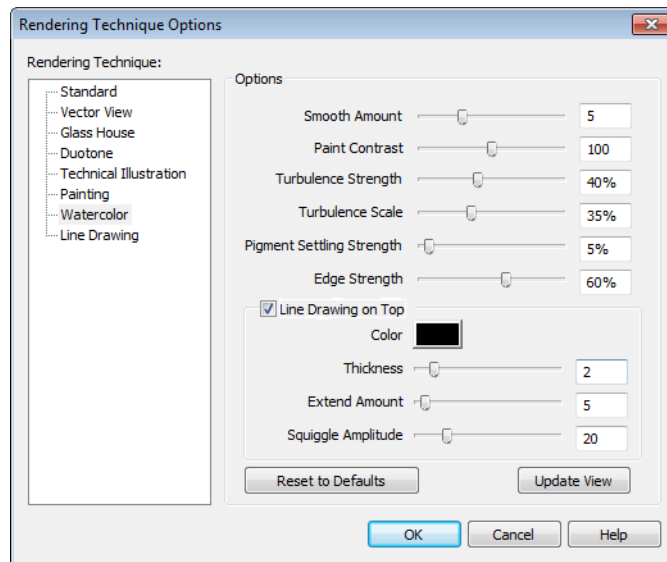 Rendering Technique Options
Rendering Technique:
Standard
Vector View
Glass House
Duotone
Technical Illustration
Painting
Watercolor
Line Drawing
Options
Smooth Amount 5
Paint Contrast 100
Turbulence Strength 40%
Turbulence Scale 35%
Pigment Settling Strength 5%
Edge Strength 60%
Line Drawing on Top
Color
Thickness 2
Extend Amount 5
Squiggle Amplitude 20
Reset to Defaults Update View
OK Cancel Help